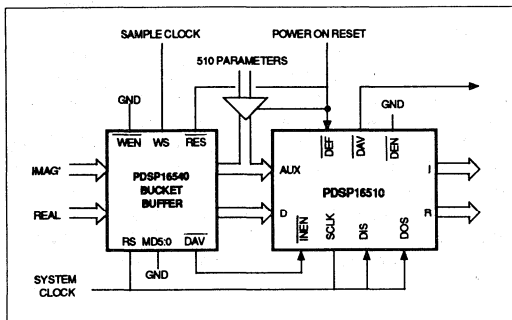 SAMPLE CLOCK
POWER ON RESET
510 PARAMETERS
GND
GND
WEN WS RES
DEF DAV DEN
IMAG'
REAL
PDSP16540
BUCKET
BUFFER
AUX
D
PDSP16510
I
R
RS MD5:0 DAV
INEN SCLK DIS DOS
GND
SYSTEM
CLOCK